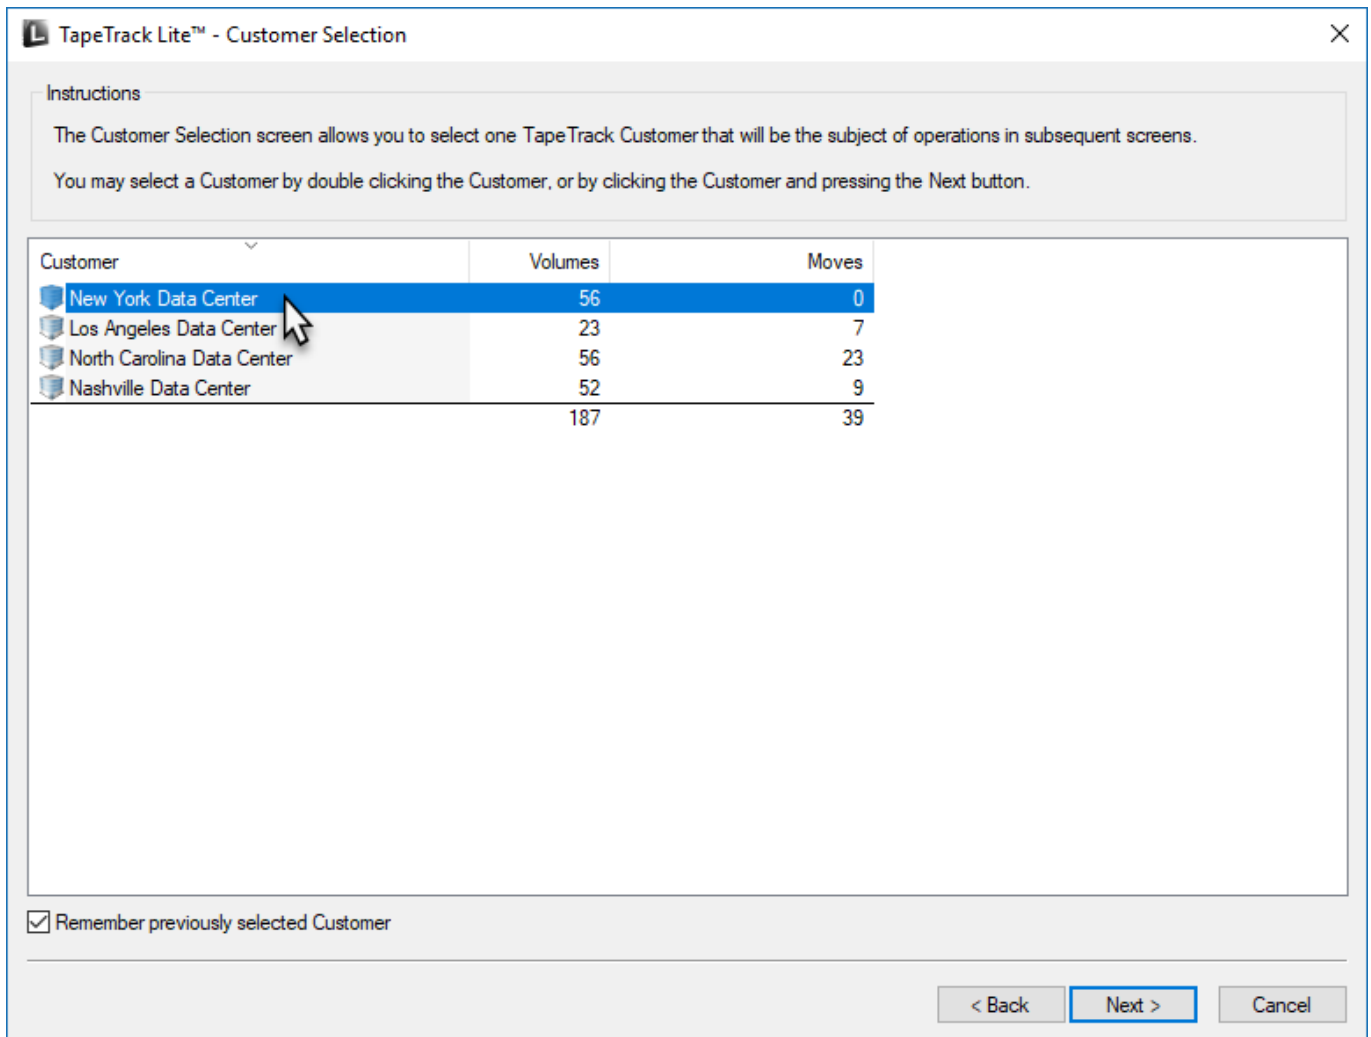 TapeTrack Lite™ - Customer Selection
Instructions
The Customer Selection screen allows you to select one TapeTrack Customer that will be the subject of operations in subsequent screens.
You may select a Customer by double clicking the Customer, or by clicking the Customer and pressing the Next button.
Customer Volumes Moves
New York Data Center 56 0
Los Angeles Data Center 23 7
North Carolina Data Center 56 23
Nashville Data Center 52 9
187 39
Remember previously selected Customer
< Back Next > Cancel